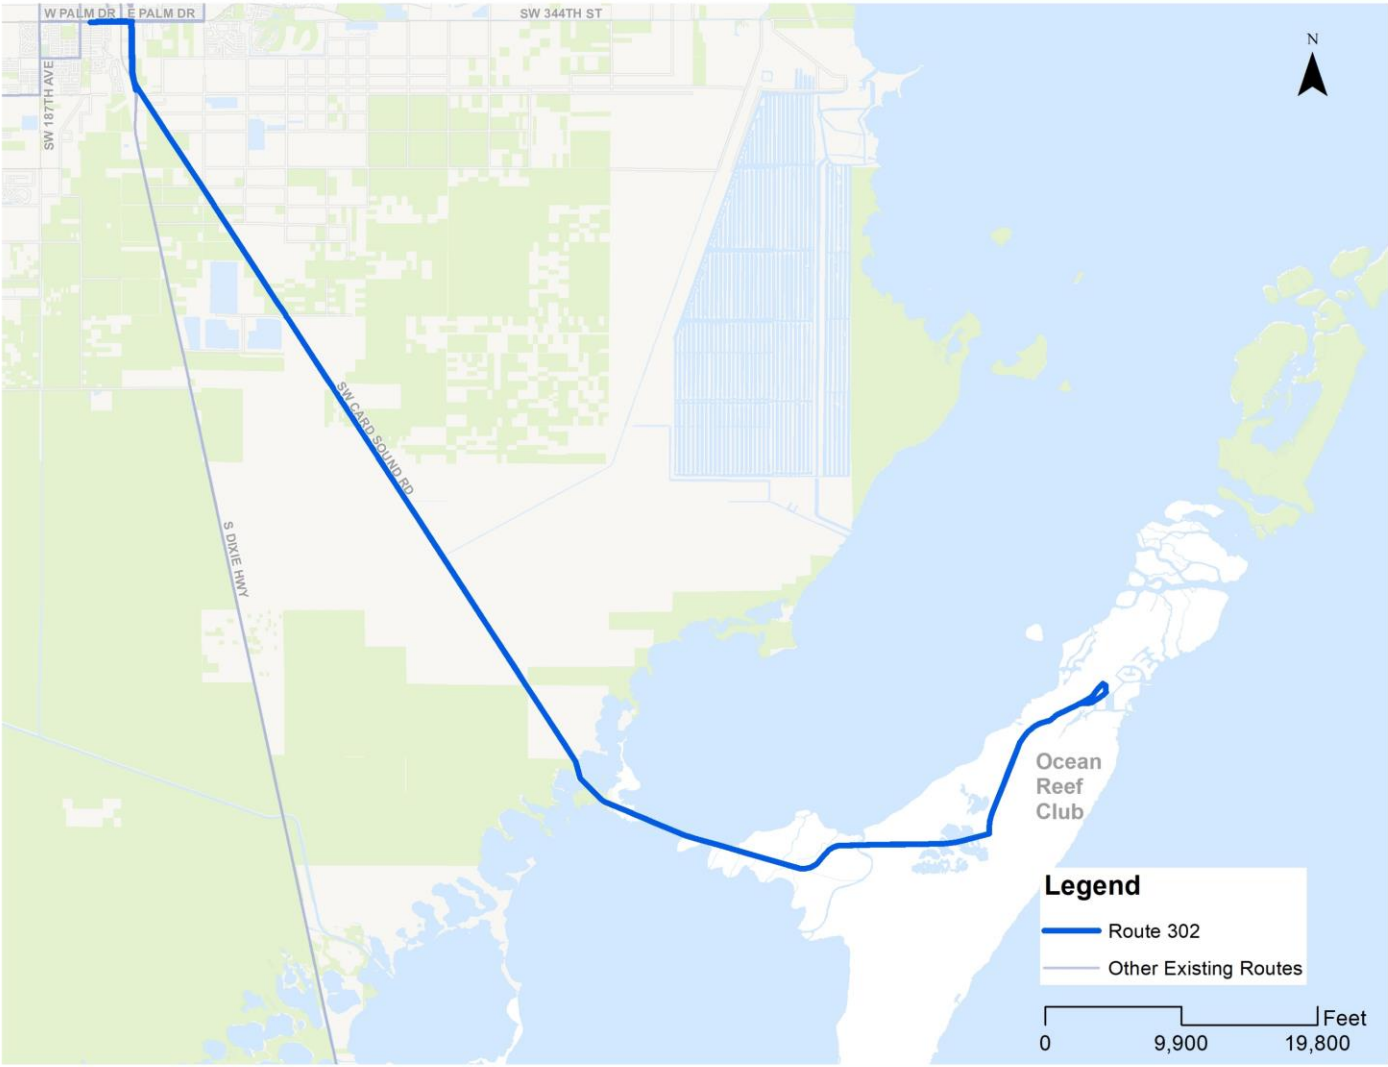 W PALM DR
E PALM DR
SW 344TH ST
N
SW 187TH AVE
SW CARD SOUND RD
S DIXIE HWY
Ocean
Reef
Club
Legend
Route 302
Other Existing Routes
Feet
0 9,900 19,800